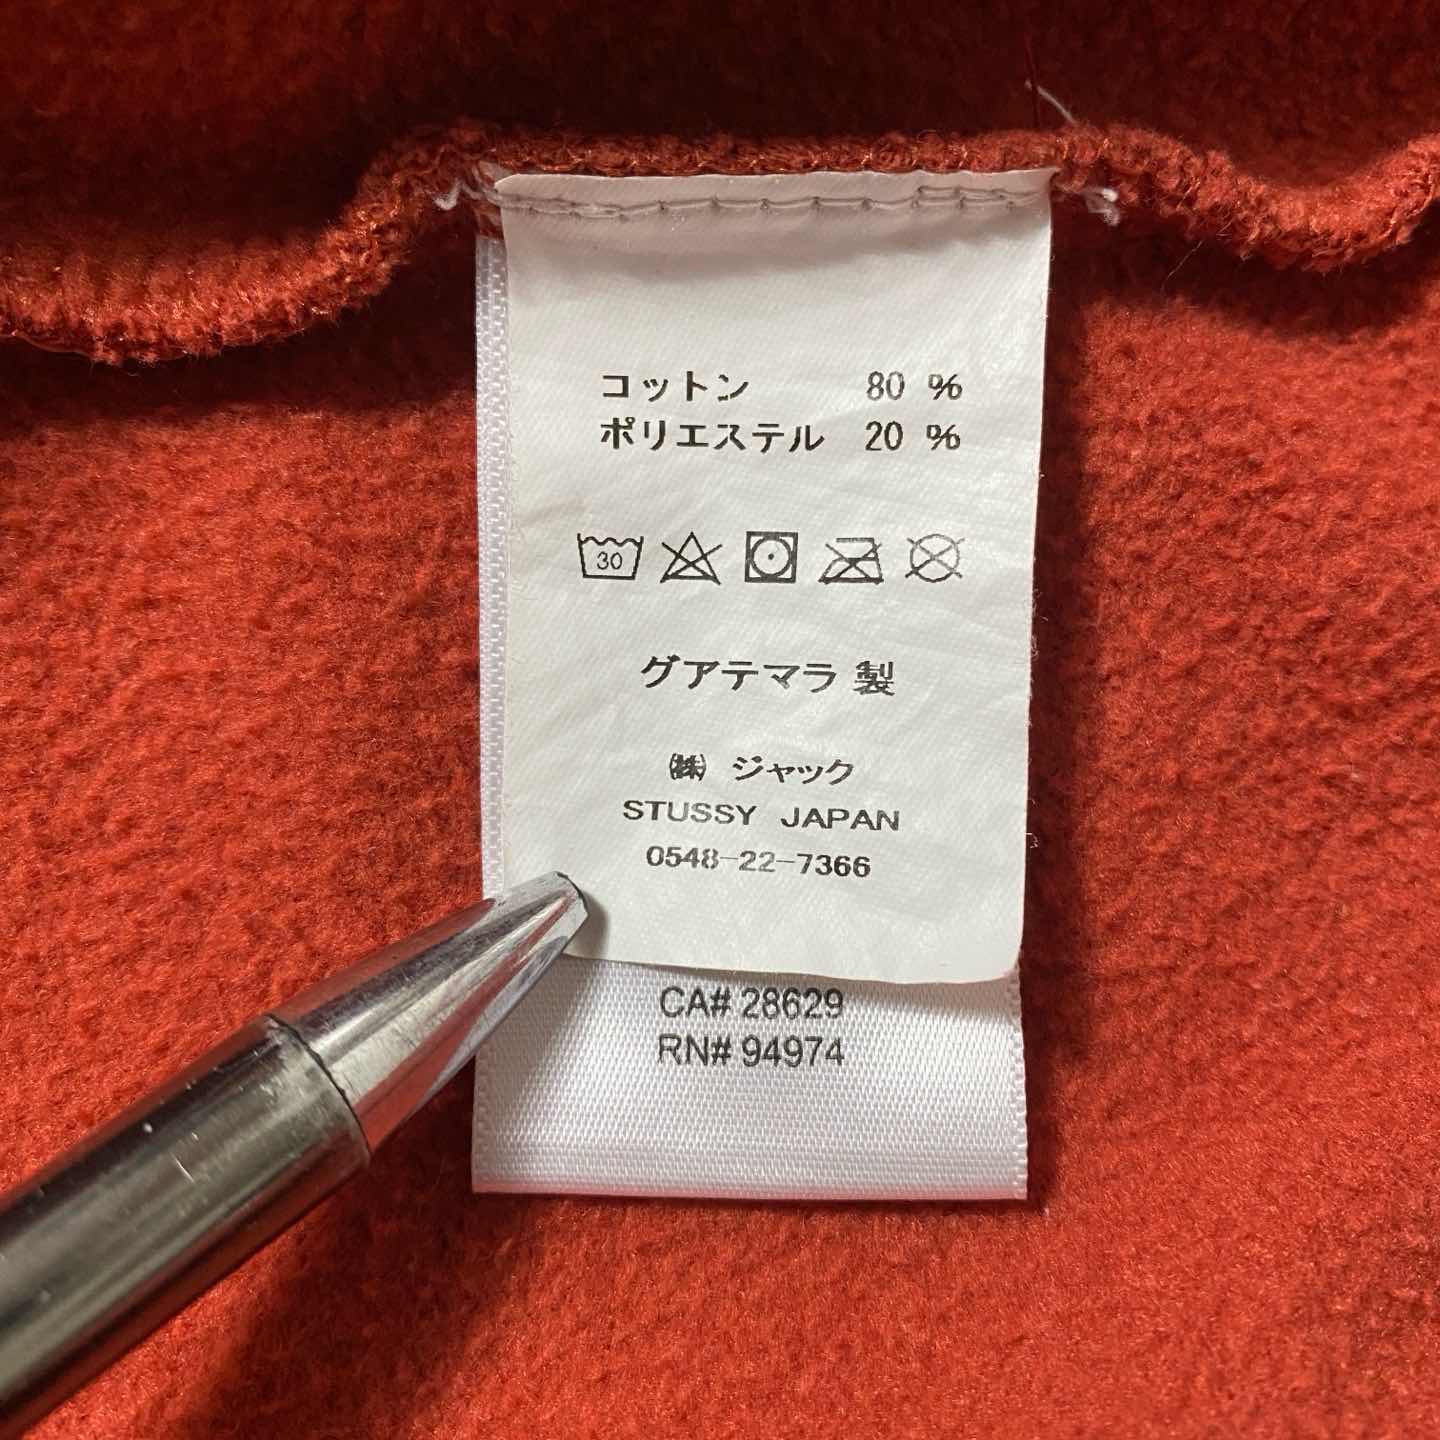 コットン 80 %
ポリエステル 20 %
30
グアテマラ 製
㈱ ジャック
STUSSY JAPAN
0548-22-7366
CA# 28629
RN# 94974